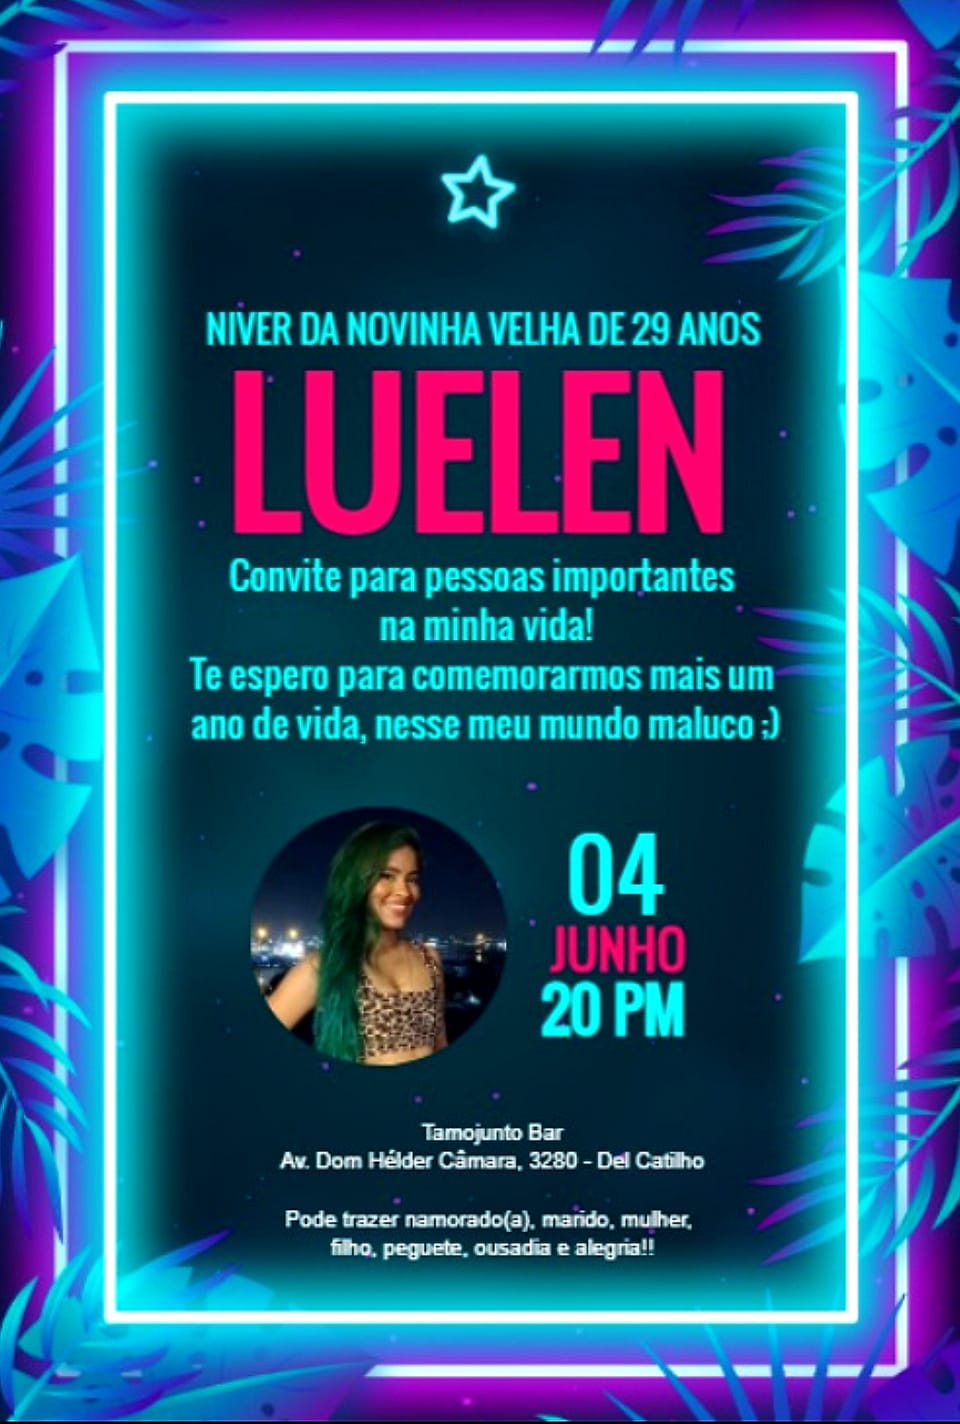 NIVER DA NOVINHA VELHA DE 29 ANOS
LUELEN
Convite para pessoas importantes
na minha vida!
Te espero para comemorarmos mais um
ano de vida, nesse meu mundo maluco ;)
04
JUNHO
20 PM
Tamojunto Bar
Av. Dom Hélder Câmara, 3280 - Del Catilho
Pode trazer namorado(a), marido, mulher,
filho, peguete, ousadia e alegria!!